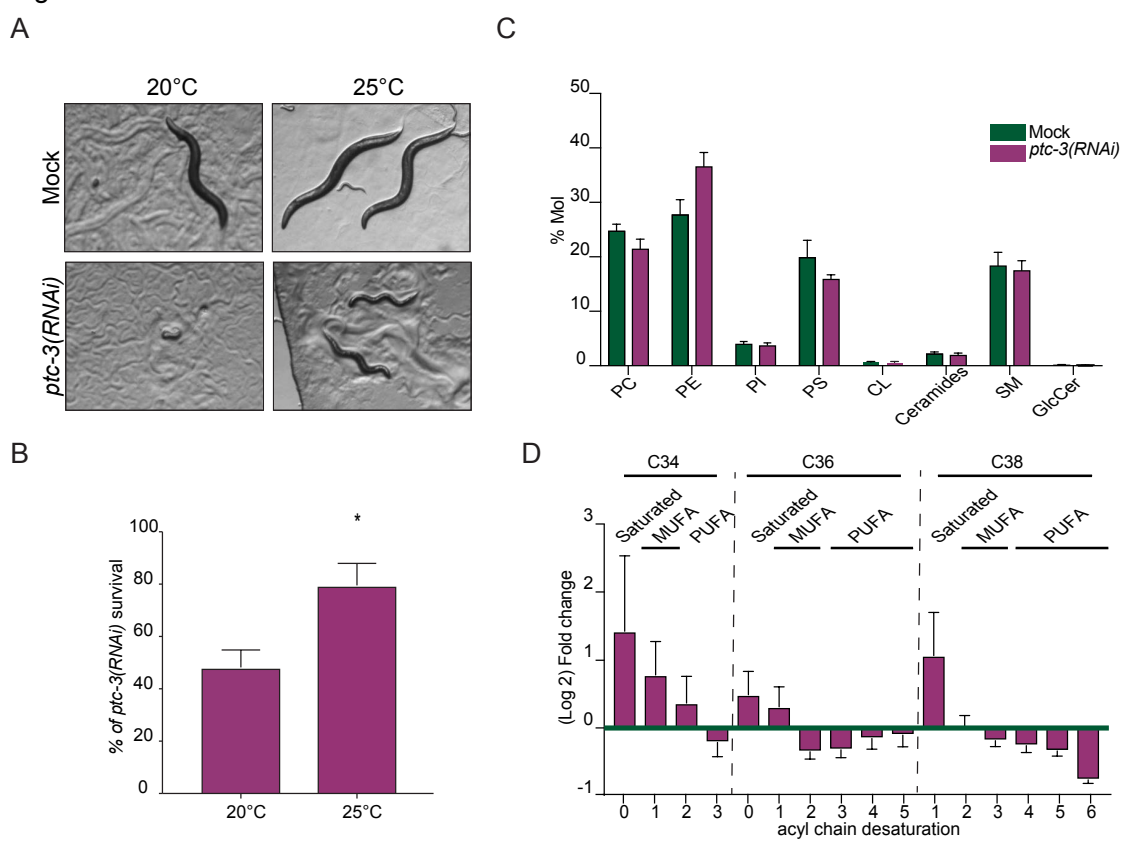 A
20°C
25°C
Mock
ptc-3(RNAi)
B
% of ptc-3(RNAi) survival
100
80
60
40
20
0
*
20°C
25°C
C
% Mol
50
40
30
20
10
0
Mock
ptc-3(RNAi)
PC
PE
PI
PS
CL
Ceramides
SM
GlcCer
D
C34
C36
C38
Saturated
MUFA
PUFA
Saturated
MUFA
PUFA
Saturated
MUFA
PUFA
(Log 2) Fold change
3
2
1
0
-1
0 1 2 3 0 1 2 3 4 5 1 2 3 4 5 6
acyl chain desaturation